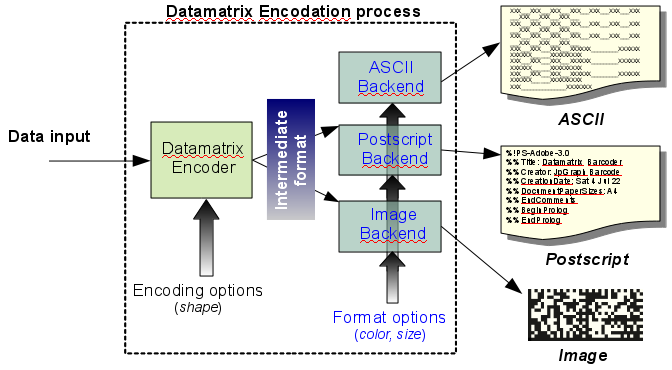 Datamatrix Encodation process
Data input
Datamatrix
Encoder
Intermediate
format
ASCII
Backend
Postscript
Backend
Image
Backend
Encoding options
(shape)
Format options
(color, size)
ASCII
%!PS-Adobe-3.0
%%Title: Datamatrix Barcoder
%%Creator: JpGraph Barcode
%%CreationDate: Sat 4 Jul 22
%%DocumentPaperSizes: A4
%%EndComments
%%BeginProlog
%%EndProlog
Postscript
Image